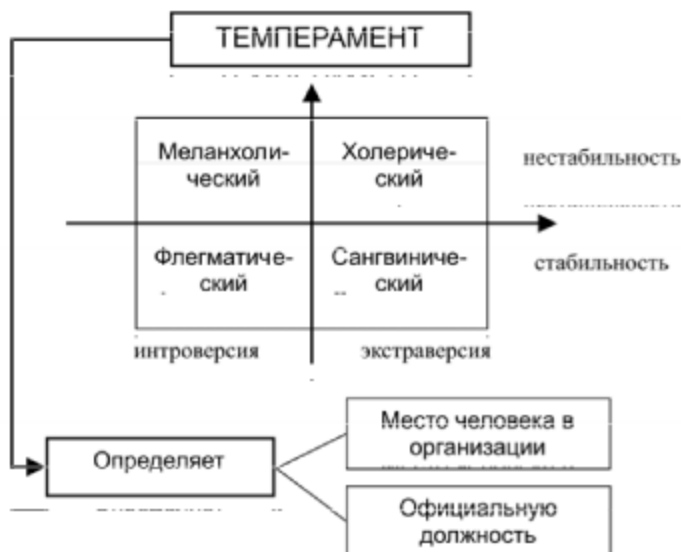 ТЕМПЕРАМЕНТ
Меланхоли-
ческий
Холериче-
ский
нестабильность
Флегматиче-
ский
Сангвиниче-
ский
стабильность
интроверсия
экстраверсия
Определяет
Место человека в
организации
Официальную
должность